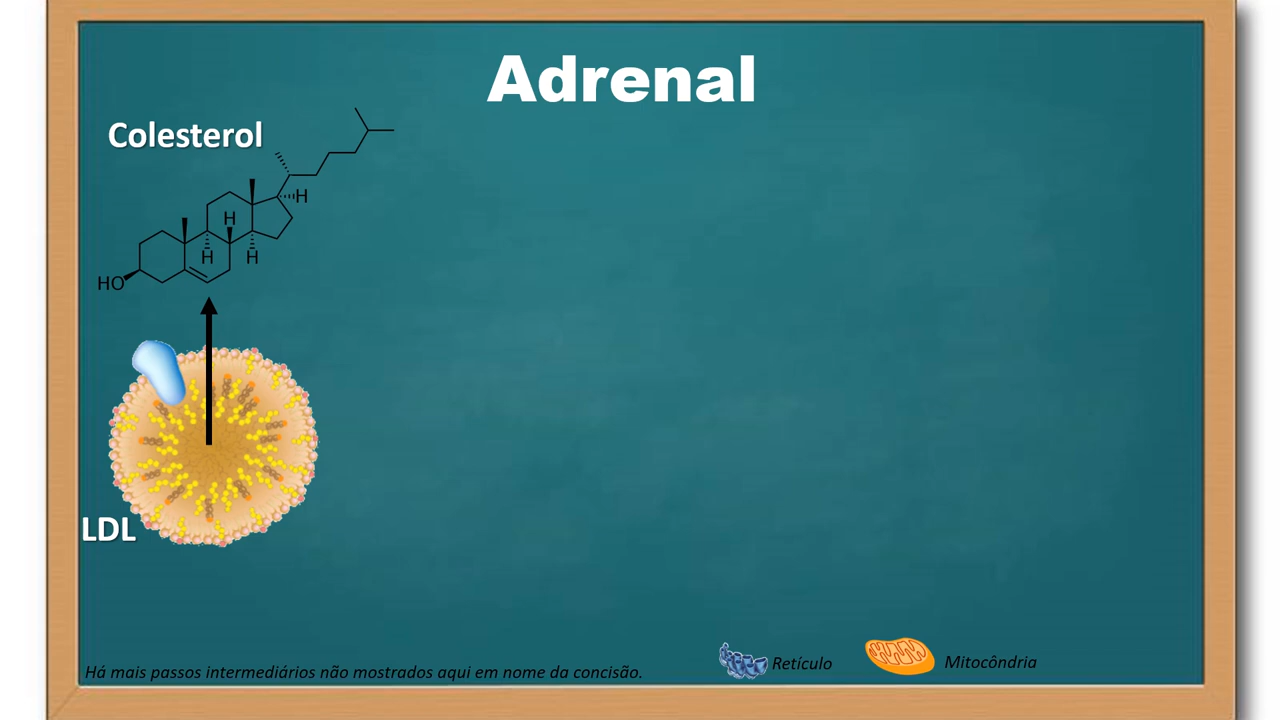 Adrenal
Colesterol
H
H
H
H
HO
LDL
Há mais passos intermediários não mostrados aqui em nome da concisão.
Retículo
Mitocôndria